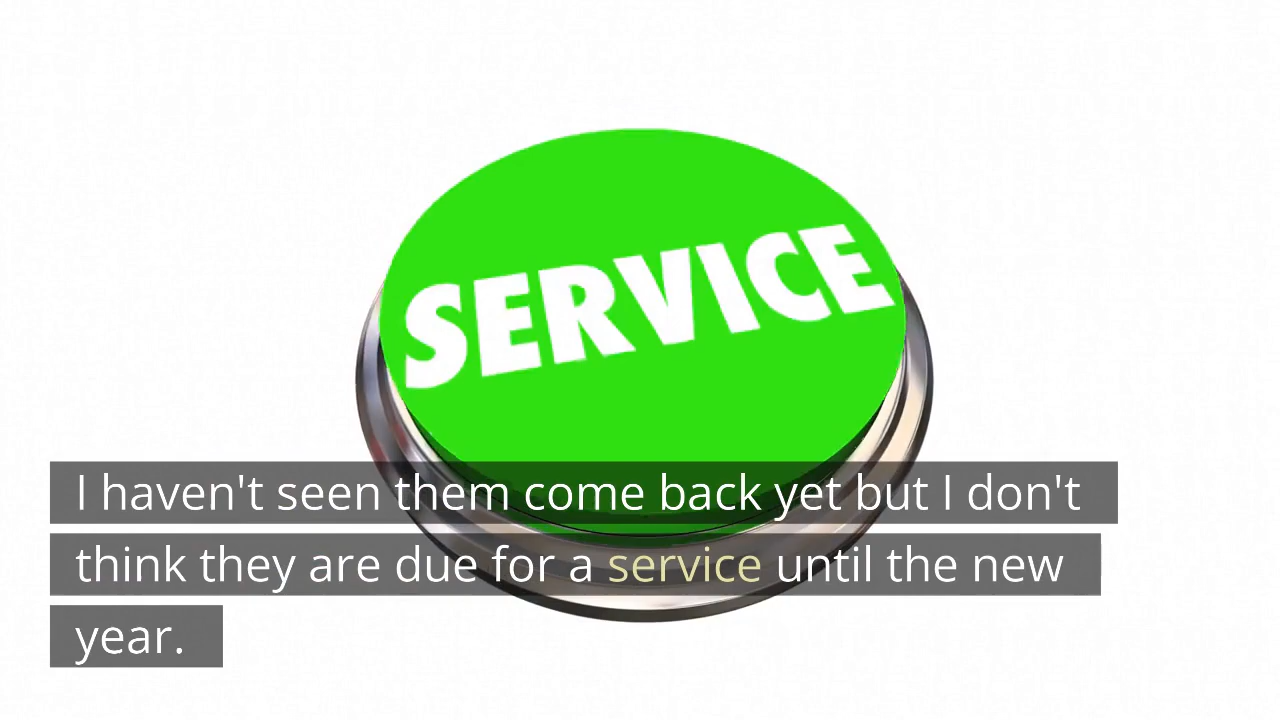 SERVICE
I haven't seen them come back yet but I don't
think they are due for a service until the new
year.